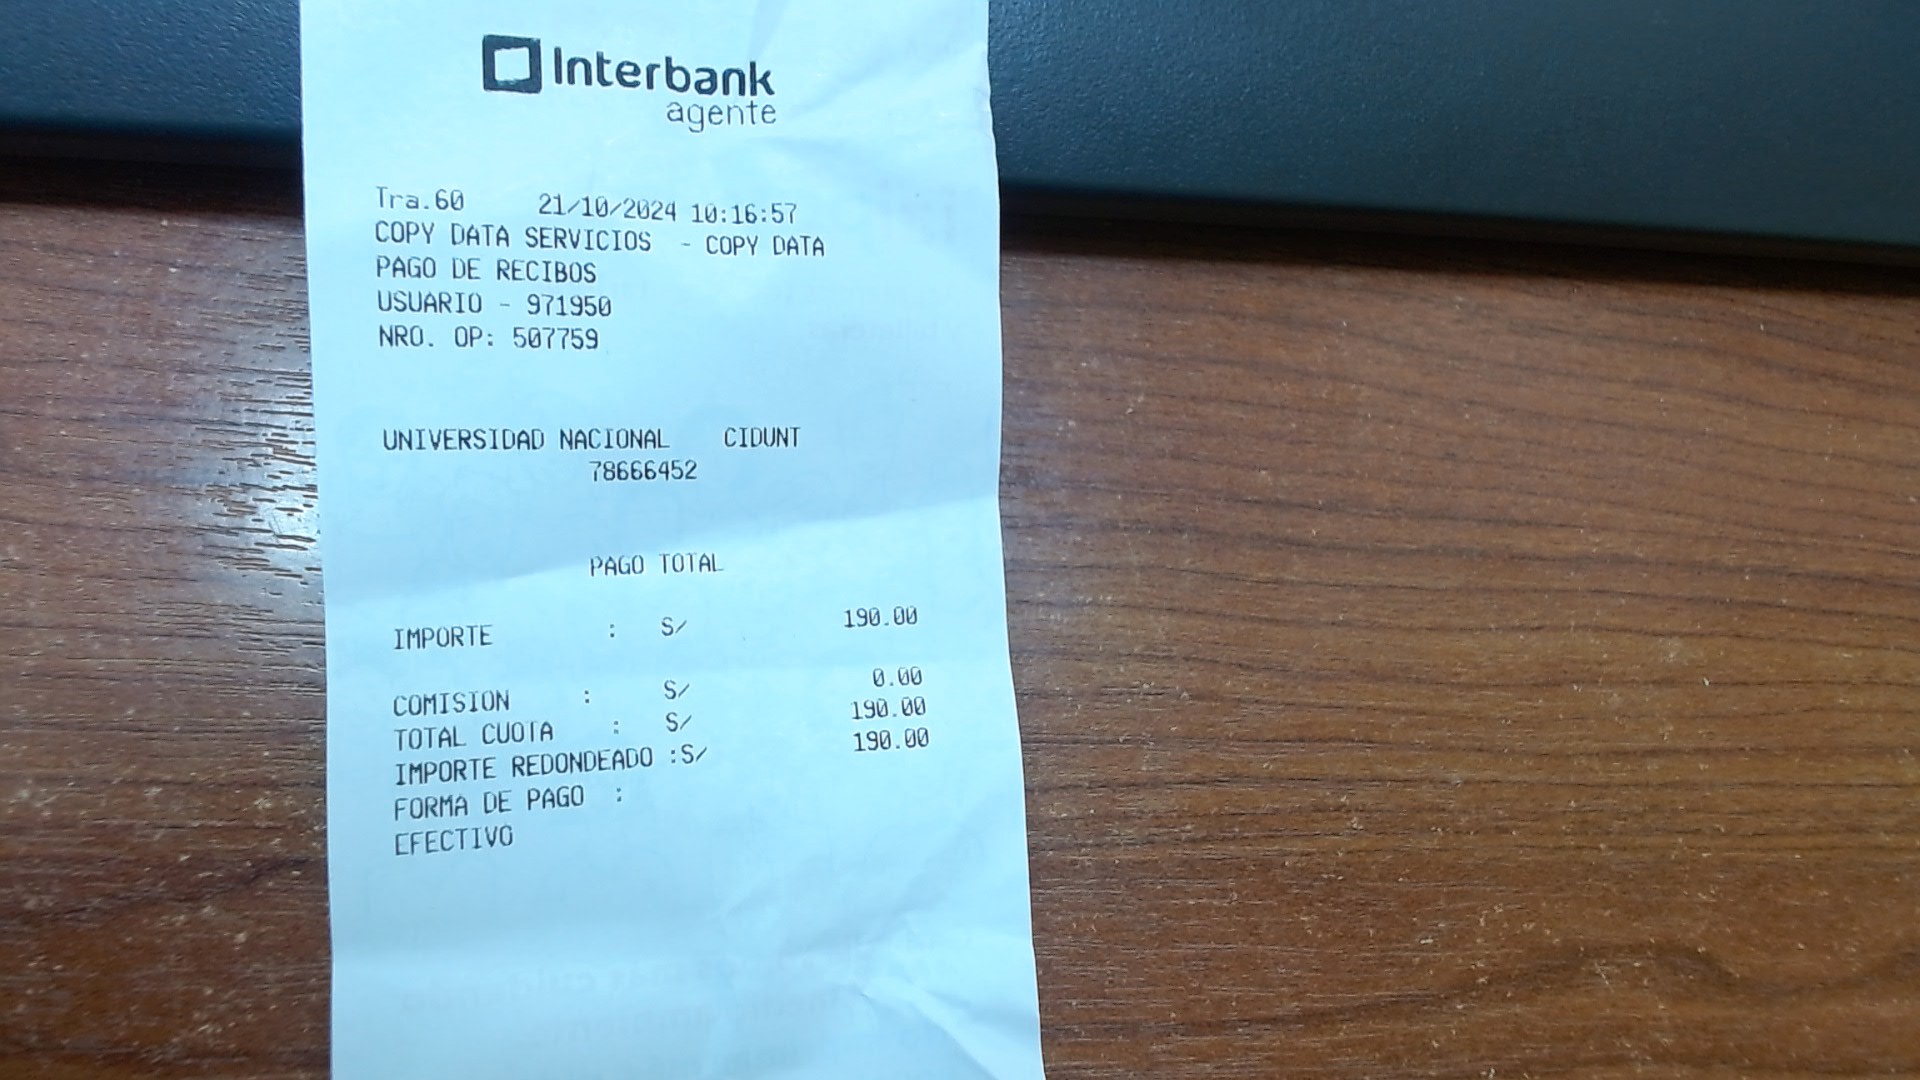 Interbank
agente
Tra.60 21/10/2024 10:16:57
COPY DATA SERVICIOS - COPY DATA
PAGO DE RECIBOS
USUARIO - 971950
NRO. OP: 507759
UNIVERSIDAD NACIONAL CIDUNT
78666452
PAGO TOTAL
IMPORTE : S/ 190.00
COMISION : S/ 0.00
TOTAL CUOTA : S/ 190.00
IMPORTE REDONDEADO :S/ 190.00
FORMA DE PAGO :
EFECTIVO